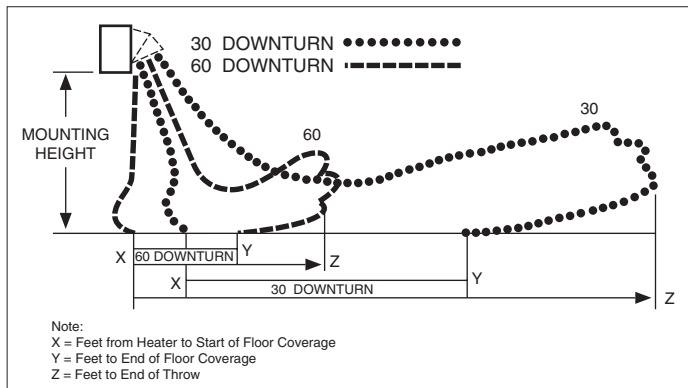 30 DOWNTURN
60 DOWNTURN
30
60
MOUNTING
HEIGHT
X
60 DOWNTURN
Y
Z
X
30 DOWNTURN
Y
Z
Note:
X = Feet from Heater to Start of Floor Coverage
Y = Feet to End of Floor Coverage
Z = Feet to End of Throw